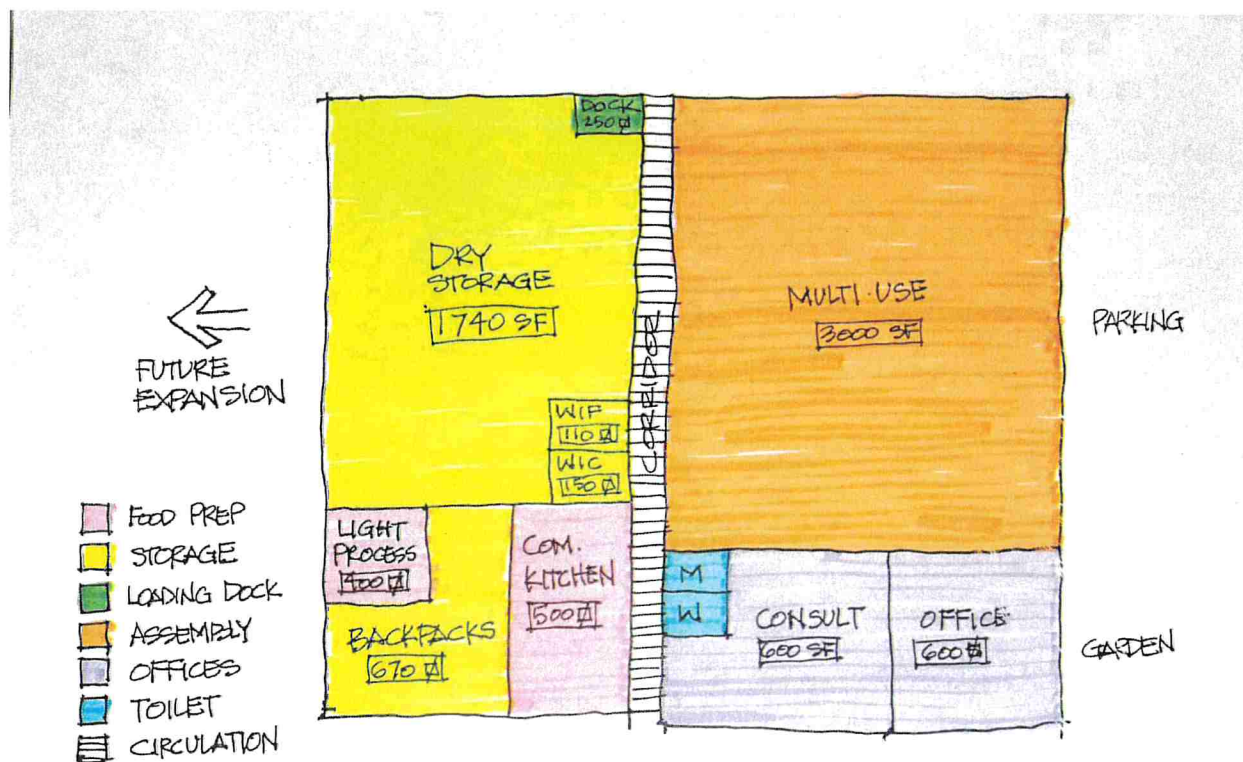 DOCK
250 ⍁
DRY
STORAGE
1740 SF
MULTI-USE
3000 SF
CORRIDOR
PARKING
FUTURE
EXPANSION
WIF
110 ⍁
WIC
150 ⍁
LIGHT
PROCESS
400 ⍁
COM.
KITCHEN
500 ⍁
BACKPACKS
670 ⍁
M
W
CONSULT
600 SF
OFFICE
600 ⍁
GARDEN
FOOD PREP
STORAGE
LOADING DOCK
ASSEMBLY
OFFICES
TOILET
CIRCULATION